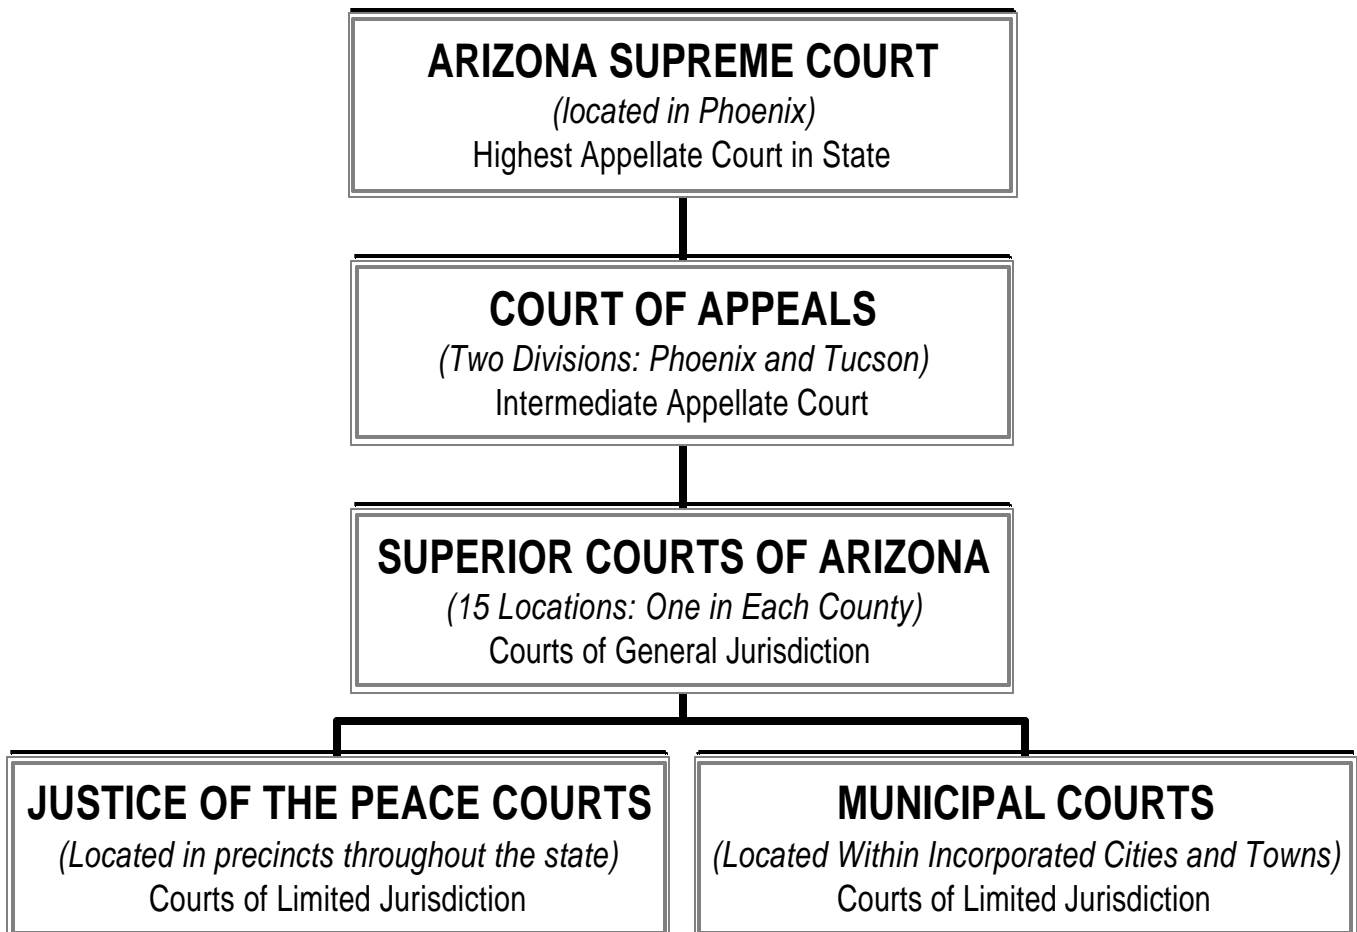 ARIZONA SUPREME COURT
(located in Phoenix)
Highest Appellate Court in State
COURT OF APPEALS
(Two Divisions: Phoenix and Tucson)
Intermediate Appellate Court
SUPERIOR COURTS OF ARIZONA
(15 Locations: One in Each County)
Courts of General Jurisdiction
JUSTICE OF THE PEACE COURTS
(Located in precincts throughout the state)
Courts of Limited Jurisdiction
MUNICIPAL COURTS
(Located Within Incorporated Cities and Towns)
Courts of Limited Jurisdiction